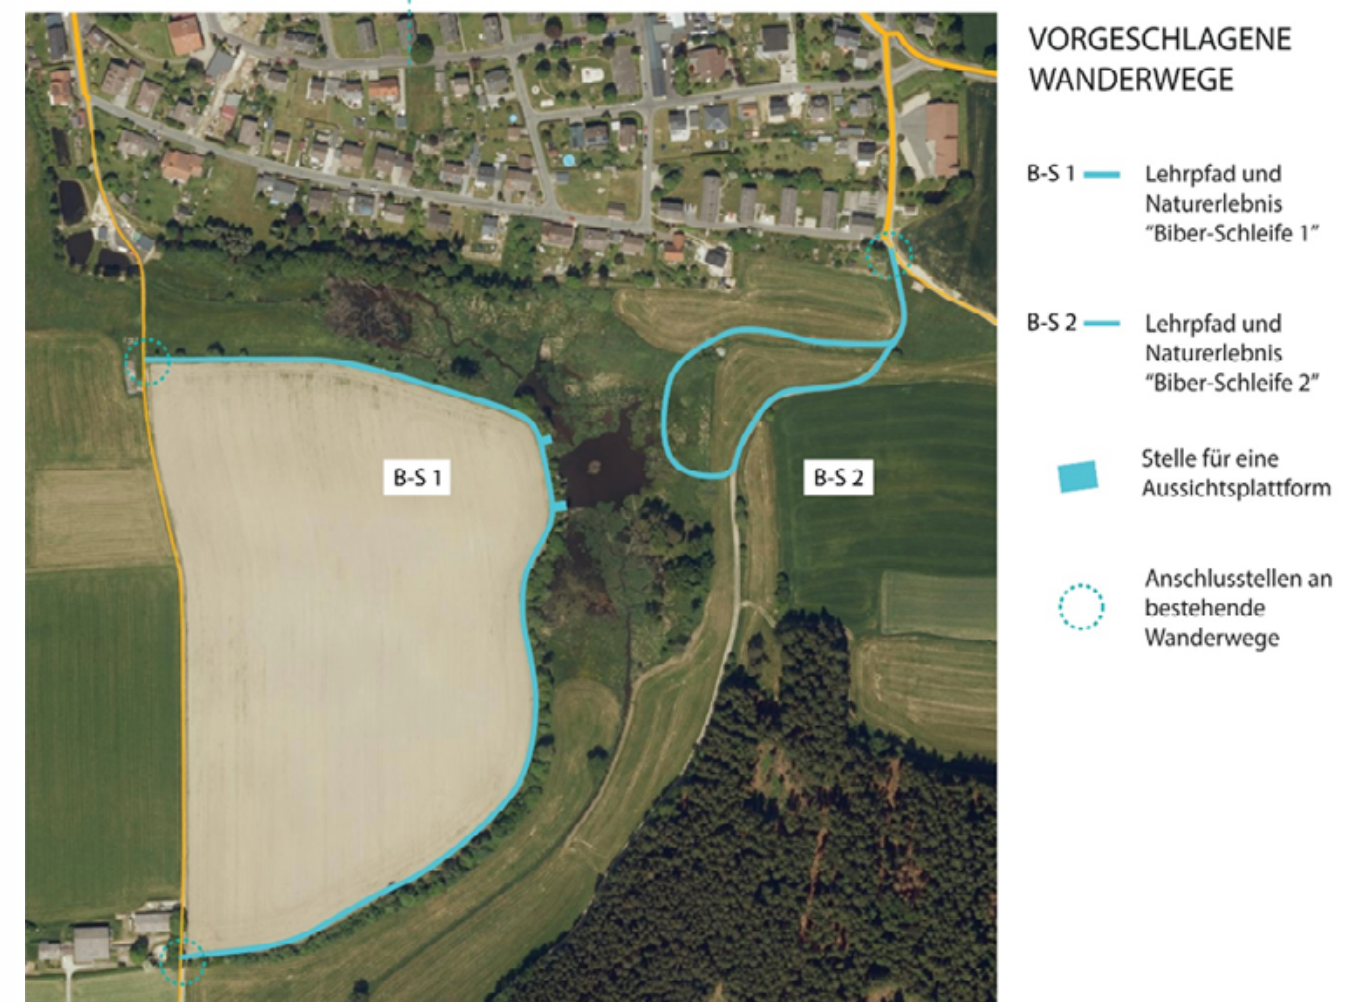 VORGESCHLAGENE
WANDERWEGE
B-S 1
Lehrpfad und
Naturerlebnis
“Biber-Schleife 1”
B-S 2
Lehrpfad und
Naturerlebnis
“Biber-Schleife 2”
Stelle für eine
Aussichtsplattform
Anschlusstellen an
bestehende
Wanderwege
B-S 1
B-S 2